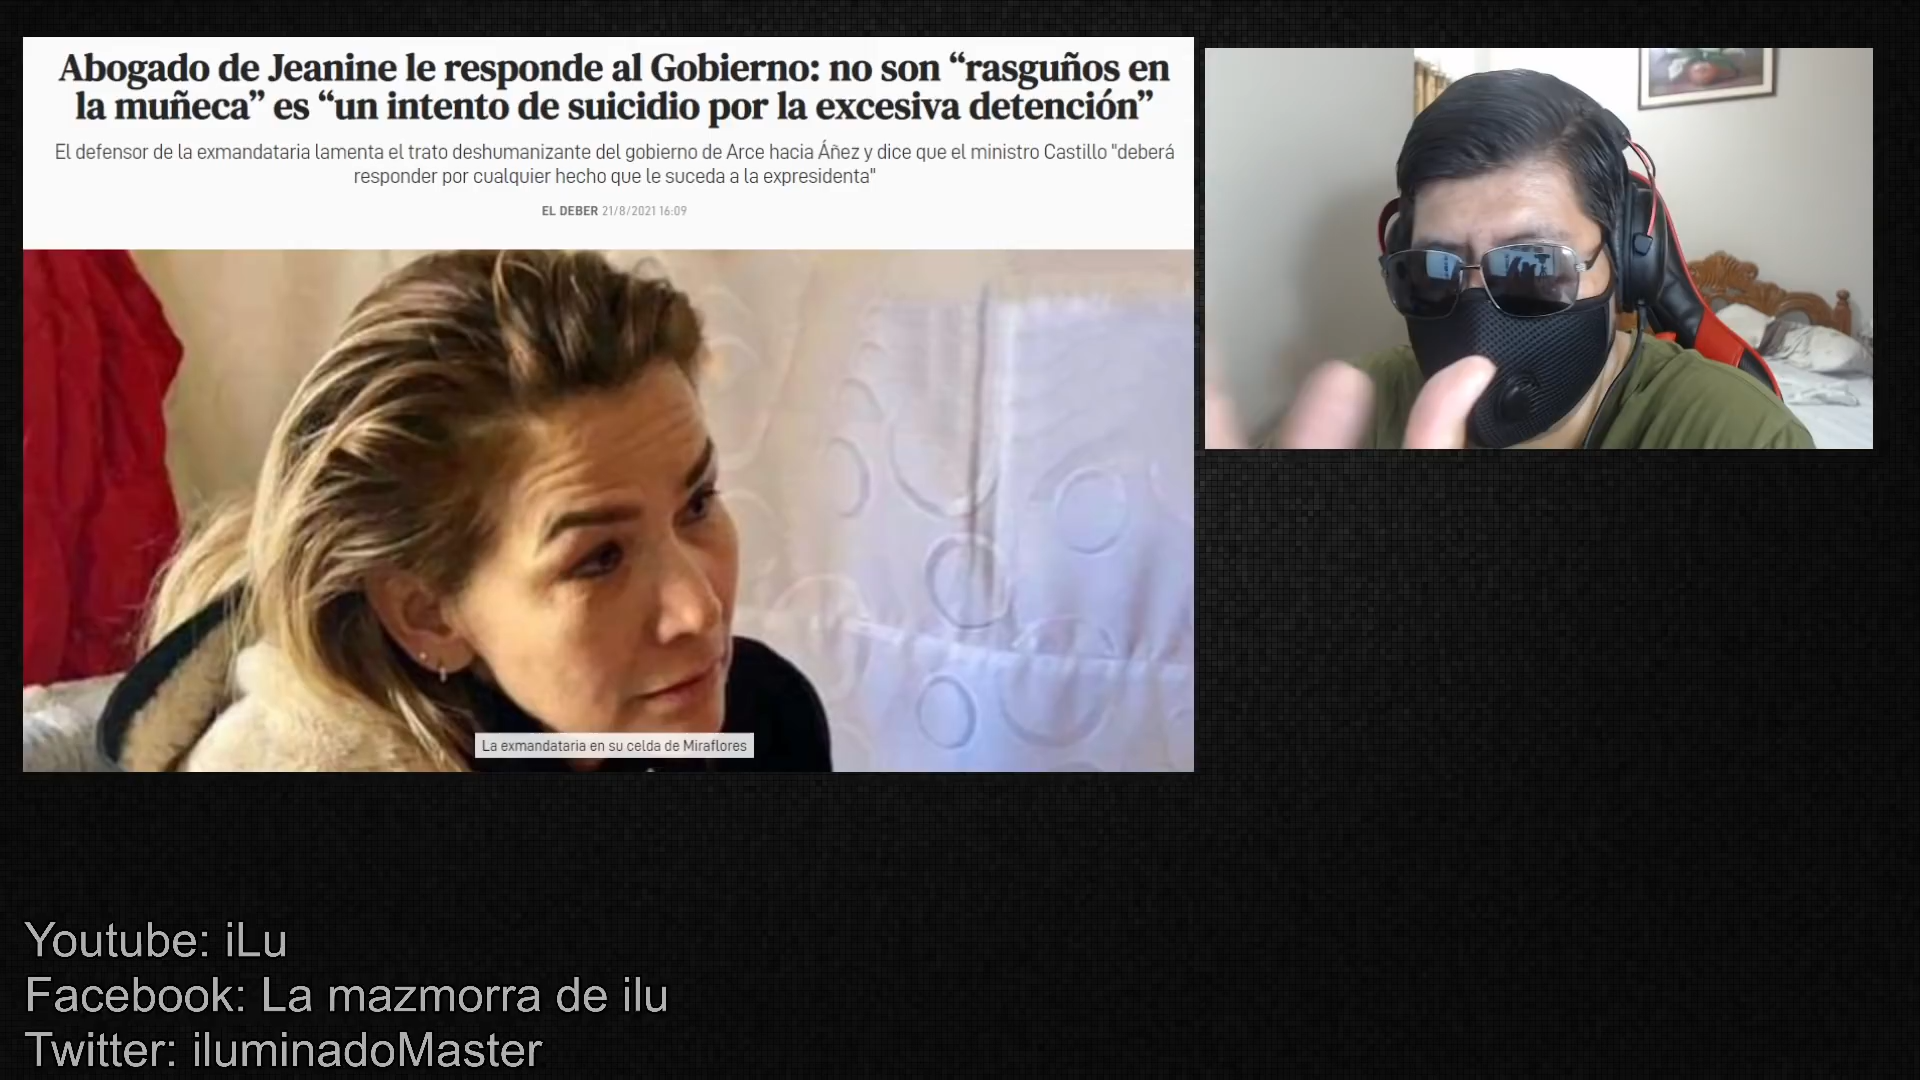 Abogado de Jeanine le responde al Gobierno: no son “rasguños en
la muñeca” es “un intento de suicidio por la excesiva detención”
El defensor de la exmandataria lamenta el trato deshumanizante del gobierno de Arce hacia Áñez y dice que el ministro Castillo "deberá
responder por cualquier hecho que le suceda a la expresidenta"
EL DEBER 21/8/2021 16:09
La exmandataria en su celda de Miraflores
Youtube: iLu
Facebook: La mazmorra de ilu
Twitter: iluminadoMaster